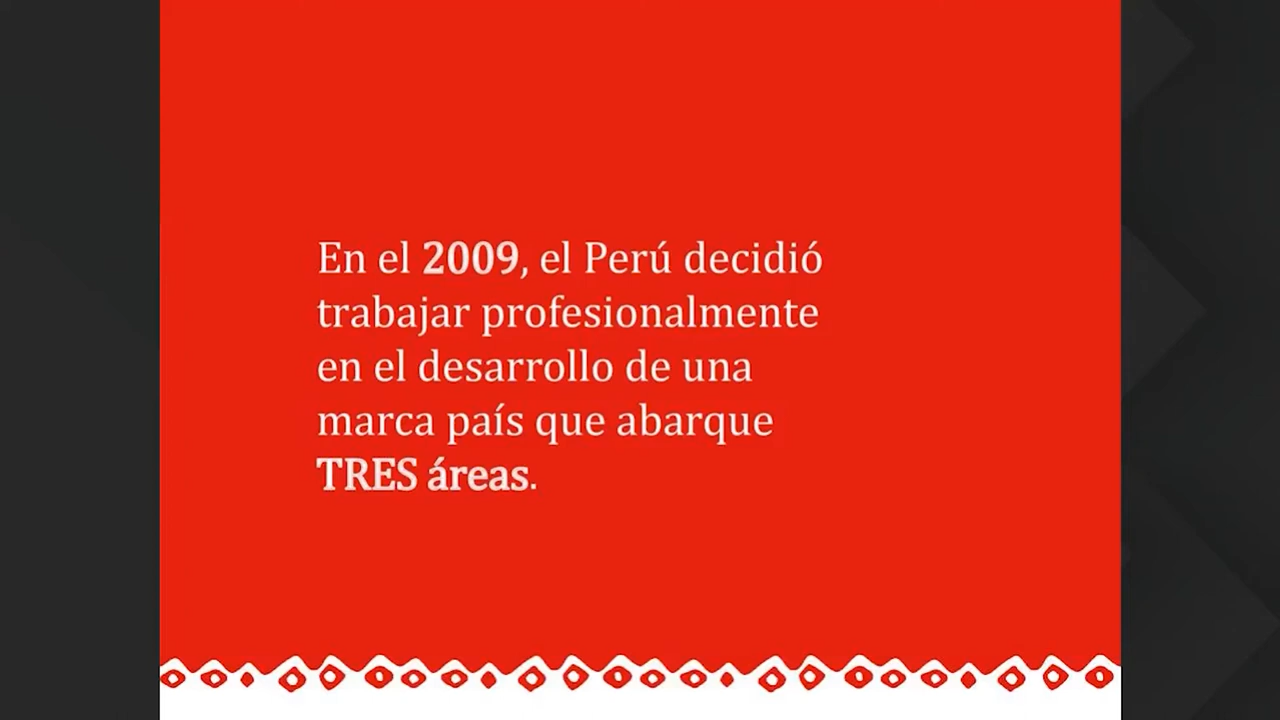 En el 2009, el Perú decidió
trabajar profesionalmente
en el desarrollo de una
marca país que abarque
TRES áreas.